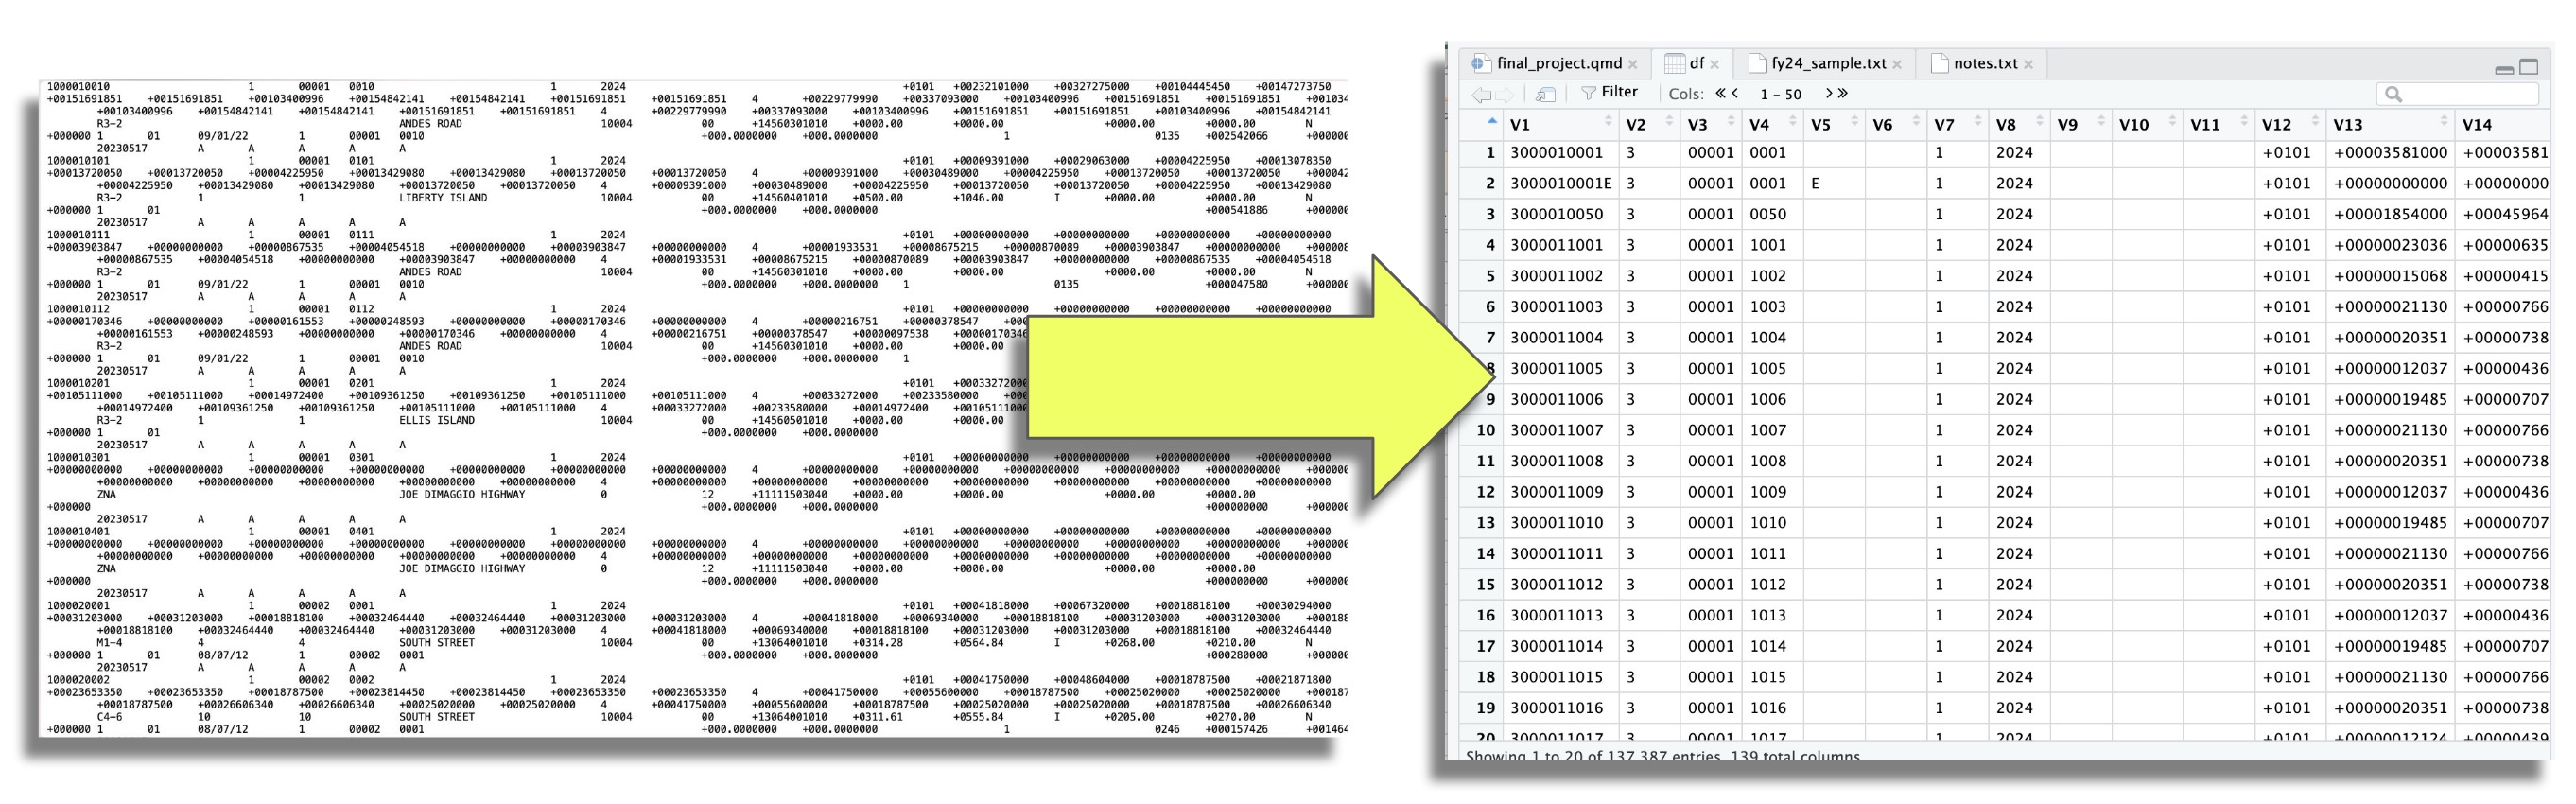 1000010010 1 00001 0010 1 2024 +0101 +00232101000 +00327275000 +00104445450 +00147273750
+00151691851 +00151691851 +00103400996 +00154842141 +00154842141 +00151691851 +00151691851 4 +00229779990 +00337093000 +00103400996 +00151691851 +00151691851 +001034
+00103400996 +00154842141 +00154842141 +00151691851 +00151691851 4 +00229779990 +00337093000 +00103400996 +00151691851 +00103400996 +00154842141
R3-2 ANDES ROAD 10004 00 +14560301010 +0000.00 +0000.00 +0000.00 +0000.00 N
+000000 1 01 09/01/22 1 00001 0010 +000.0000000 +000.0000000 1 0135 +002542066 +000000
20230517 A A A A A
1000010101 1 00001 0101 1 2024 +0101 +00009391000 +00029063000 +00004225950 +00013078350
+00013720050 +00013720050 +00004225950 +00013429080 +00013429080 +00013720050 +00013720050 4 +00009391000 +00030489000 +00004225950 +00013720050 +00013720050 +000042
+00004225950 +00013429080 +00013429080 +00013720050 +00013720050 4 +00009391000 +00030489000 +00004225950 +00013720050 +00004225950 +00013429080
R3-2 1 1 LIBERTY ISLAND 10004 00 +14560401010 +0500.00 +1046.00 I +0000.00 +0000.00 N
+000000 1 01 +000.0000000 +000.0000000 +000541886 +000000
20230517 A A A A A
1000010111 1 00001 0111 1 2024 +0101 +00000000000 +00000000000 +00000000000 +00000000000
+00003903847 +00000000000 +00000867535 +00004054518 +00000000000 +00003903847 +00000000000 4 +00001933531 +00008675215 +00000870089 +00003903847 +00000000000 +000008
+00000867535 +00004054518 +00000000000 +00003903847 +00000000000 4 +00001933531 +00008675215 +00000870089 +00003903847 +00000867535 +00004054518
R3-2 ANDES ROAD 10004 00 +14560301010 +0000.00 +0000.00 +0000.00 +0000.00 N
+000000 1 01 09/01/22 1 00001 0010 +000.0000000 +000.0000000 1 0135 +000047580 +000000
20230517 A A A A A
1000010112 1 00001 0112 1 2024 +0101 +00000000000 +00000000000 +00000000000 +00000000000
+00000170346 +00000000000 +00000161553 +00000248593 +00000000000 +00000170346 +00000000000 4 +00000216751 +00000378547
+00000161553 +00000248593 +00000000000 +00000170346 +00000000000 4 +00000216751 +00000378547 +00000097538 +00000170346
R3-2 ANDES ROAD 10004 00 +14560301010 +0000.00 +0000.00
+000000 1 01 09/01/22 1 00001 0010 +000.0000000 +000.0000000 1
20230517 A A A A A
1000010201 1 00001 0201 1 2024 +0101 +0003327200
+00105111000 +00105111000 +00014972400 +00109361250 +00109361250 +00105111000 +00105111000 4 +00033272000 +00233580000
+00014972400 +00109361250 +00109361250 +00105111000 +00105111000 4 +00033272000 +00233580000 +00014972400 +00105111000
R3-2 1 1 ELLIS ISLAND 10004 00 +14560501010 +0000.00 +0000.00
+000000 1 01 +000.0000000 +000.0000000
20230517 A A A A A
1000010301 1 00001 0301 1 2024 +0101 +00000000000 +00000000000 +00000000000 +00000000000
+00000000000 +00000000000 +00000000000 +00000000000 +00000000000 +00000000000 +00000000000 4 +00000000000 +00000000000 +00000000000 +00000000000 +00000000000 +000000
+00000000000 +00000000000 +00000000000 +00000000000 +00000000000 4 +00000000000 +00000000000 +00000000000 +00000000000 +00000000000 +00000000000
ZNA JOE DIMAGGIO HIGHWAY 0 12 +11111503040 +0000.00 +0000.00 +0000.00 +0000.00
+000000 +000.0000000 +000.0000000 +000000000 +000000
20230517 A A A A A
1000010401 1 00001 0401 1 2024 +0101 +00000000000 +00000000000 +00000000000 +00000000000
+00000000000 +00000000000 +00000000000 +00000000000 +00000000000 +00000000000 +00000000000 4 +00000000000 +00000000000 +00000000000 +00000000000 +00000000000 +000000
+00000000000 +00000000000 +00000000000 +00000000000 +00000000000 4 +00000000000 +00000000000 +00000000000 +00000000000 +00000000000 +00000000000
ZNA JOE DIMAGGIO HIGHWAY 0 12 +11111503040 +0000.00 +0000.00 +0000.00 +0000.00
+000000 +000.0000000 +000.0000000 +000000000 +000000
20230517 A A A A A
1000020001 1 00002 0001 1 2024 +0101 +00041818000 +00067320000 +00018818100 +00030294000
+00031203000 +00031203000 +00018818100 +00032464440 +00032464440 +00031203000 +00031203000 4 +00041818000 +00069340000 +00018818100 +00031203000 +00031203000 +000188
+00018818100 +00032464440 +00032464440 +00031203000 +00031203000 4 +00041818000 +00069340000 +00018818100 +00031203000 +00018818100 +00032464440
M1-4 4 4 SOUTH STREET 10004 00 +13064001010 +0314.28 +0564.84 I +0268.00 +0210.00 N
+000000 1 01 08/07/12 1 00002 0001 +000.0000000 +000.0000000 +000280000 +000000
20230517 A A A A A
1000020002 1 00002 0002 1 2024 +0101 +00041750000 +00048604000 +00018787500 +00021871800
+00023653350 +00023653350 +00018787500 +00023814450 +00023814450 +00023653350 +00023653350 4 +00041750000 +00055600000 +00018787500 +00025020000 +00025020000 +000187
+00018787500 +00026606340 +00026606340 +00025020000 +00025020000 4 +00041750000 +00055600000 +00018787500 +00025020000 +00018787500 +00026606340
C4-6 10 10 SOUTH STREET 10004 00 +13064001010 +0311.61 +0555.84 I +0205.00 +0270.00 N
+000000 1 01 08/07/12 1 00002 0001 +000.0000000 +000.0000000 1 0246 +000157426 +00146
final_project.qmd df fy24_sample.txt notes.txt
Filter Cols: 1 - 50
V1 V2 V3 V4 V5 V6 V7 V8 V9 V10 V11 V12 V13 V14
1 3000010001 3 00001 0001 1 2024 +0101 +00003581000 +00003581
2 3000010001E 3 00001 0001 E 1 2024 +0101 +00000000000 +00000000
3 3000010050 3 00001 0050 1 2024 +0101 +00001854000 +00045964
4 3000011001 3 00001 1001 1 2024 +0101 +00000023036 +00000635
5 3000011002 3 00001 1002 1 2024 +0101 +00000015068 +00000415
6 3000011003 3 00001 1003 1 2024 +0101 +00000021130 +00000766
7 3000011004 3 00001 1004 1 2024 +0101 +00000020351 +00000738
8 3000011005 3 00001 1005 1 2024 +0101 +00000012037 +00000436
9 3000011006 3 00001 1006 1 2024 +0101 +00000019485 +00000707
10 3000011007 3 00001 1007 1 2024 +0101 +00000021130 +00000766
11 3000011008 3 00001 1008 1 2024 +0101 +00000020351 +00000738
12 3000011009 3 00001 1009 1 2024 +0101 +00000012037 +00000436
13 3000011010 3 00001 1010 1 2024 +0101 +00000019485 +00000707
14 3000011011 3 00001 1011 1 2024 +0101 +00000021130 +00000766
15 3000011012 3 00001 1012 1 2024 +0101 +00000020351 +00000738
16 3000011013 3 00001 1013 1 2024 +0101 +00000012037 +00000436
17 3000011014 3 00001 1014 1 2024 +0101 +00000019485 +00000707
18 3000011015 3 00001 1015 1 2024 +0101 +00000021130 +00000766
19 3000011016 3 00001 1016 1 2024 +0101 +00000020351 +00000738
20 3000011017 3 00001 1017 1 2024 +0101 +00000012124 +00000439
Showing 1 to 20 of 137,387 entries, 139 total columns